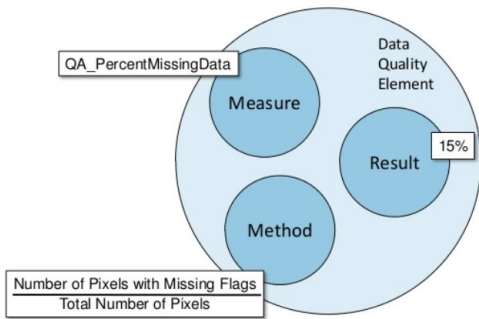 QA_PercentMissingData
Data
Quality
Element
Measure
15%
Result
Method
Number of Pixels with Missing Flags
Total Number of Pixels